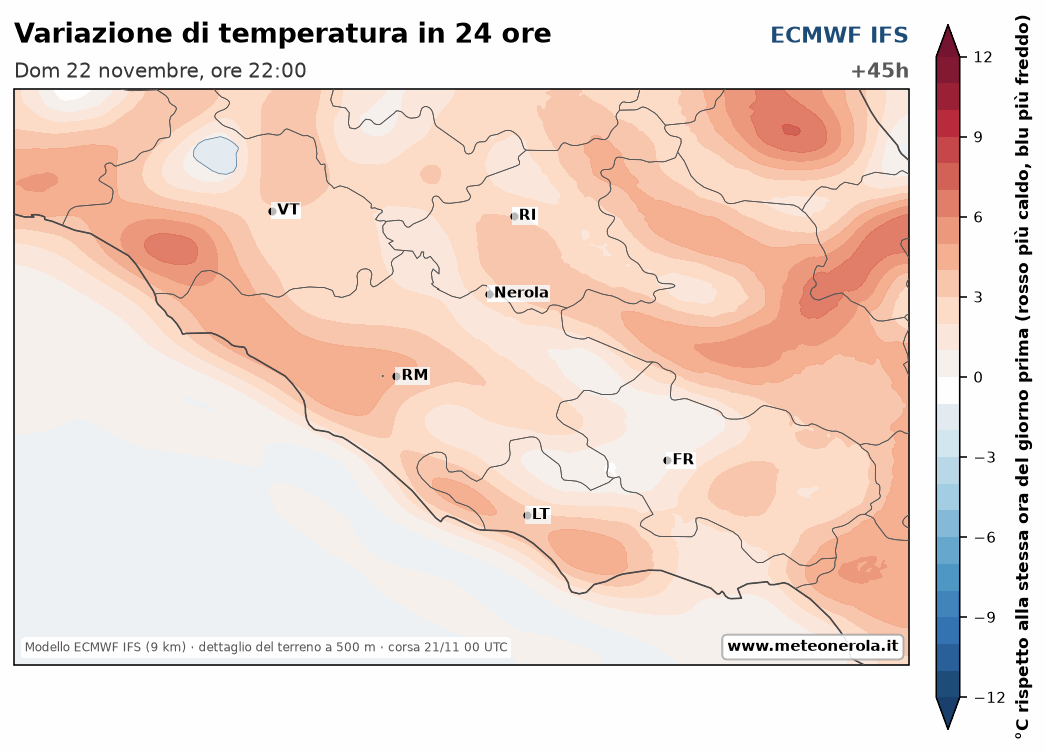 Variazione di temperatura in 24 ore
ECMWF IFS
Dom 22 novembre, ore 22:00
+45h
VT
RI
Nerola
RM
FR
LT
Modello ECMWF IFS (9 km) · dettaglio del terreno a 500 m · corsa 21/11 00 UTC
www.meteonerola.it
12
9
6
3
0
−3
−6
−9
−12
°C rispetto alla stessa ora del giorno prima (rosso più caldo, blu più freddo)